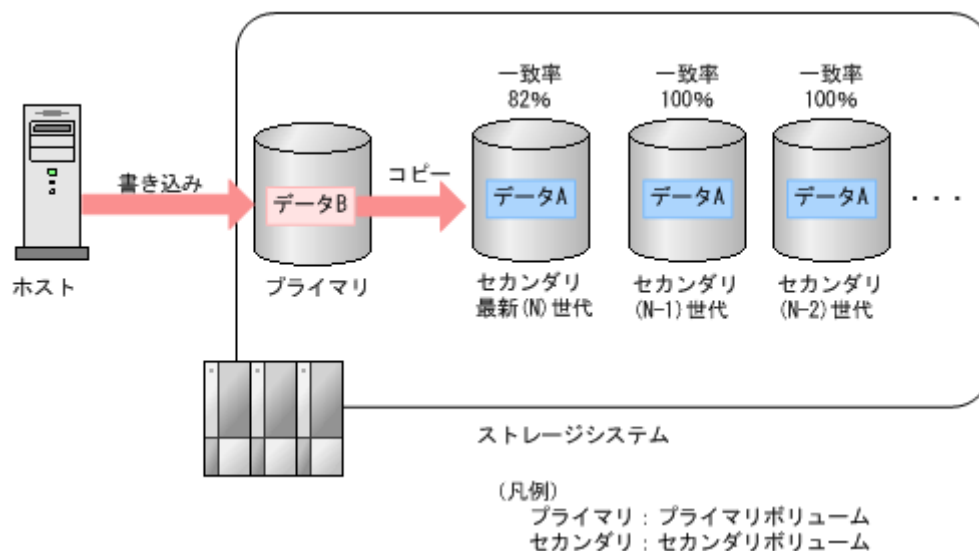 一致率
82%
一致率
100%
一致率
100%
書き込み
コピー
データB
データA
データA
データA
・・・
ホスト
プライマリ
セカンダリ
最新(N)世代
セカンダリ
(N-1)世代
セカンダリ
(N-2)世代
ストレージシステム
(凡例)
プライマリ：プライマリボリューム
セカンダリ：セカンダリボリューム